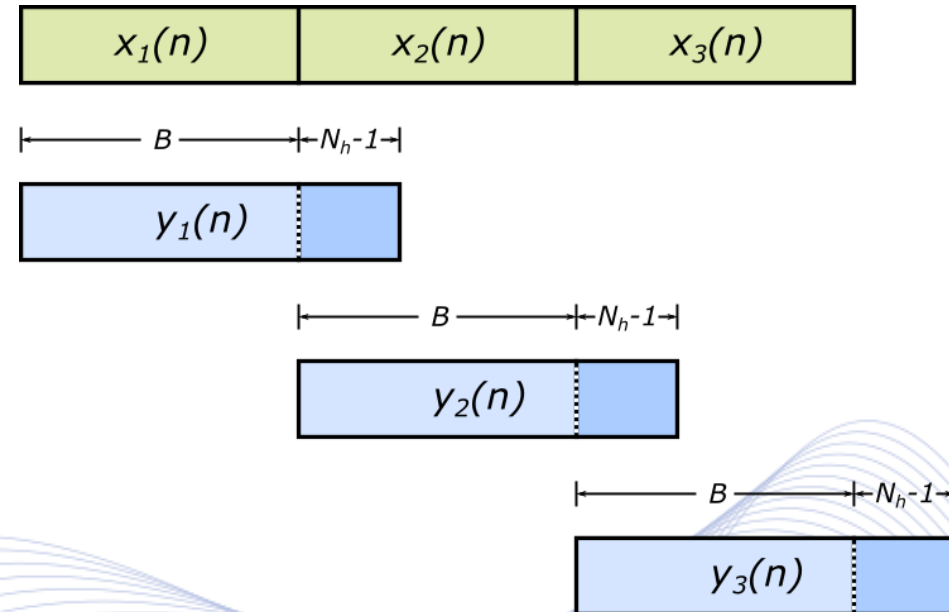 x₁(n) x₂(n) x₃(n)
B Nₕ-1
y₁(n)
B Nₕ-1
y₂(n)
B Nₕ-1
y₃(n)